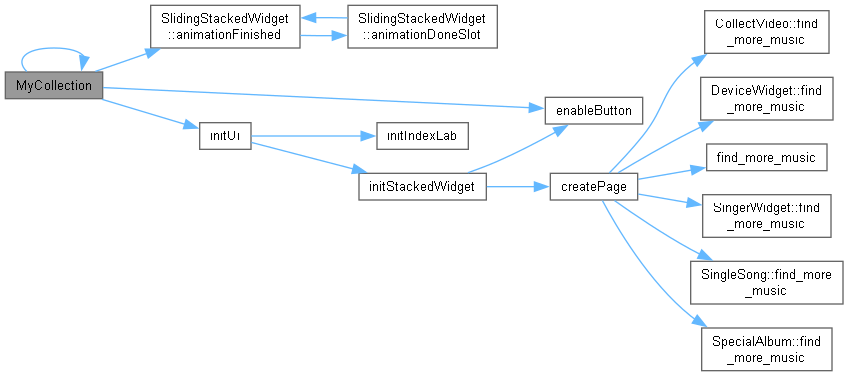 MyCollection
SlidingStackedWidget
::animationFinished
SlidingStackedWidget
::animationDoneSlot
enableButton
initUi
initIndexLab
initStackedWidget
createPage
CollectVideo::find
_more_music
DeviceWidget::find
_more_music
find_more_music
SingerWidget::find
_more_music
SingleSong::find_more
_music
SpecialAlbum::find
_more_music